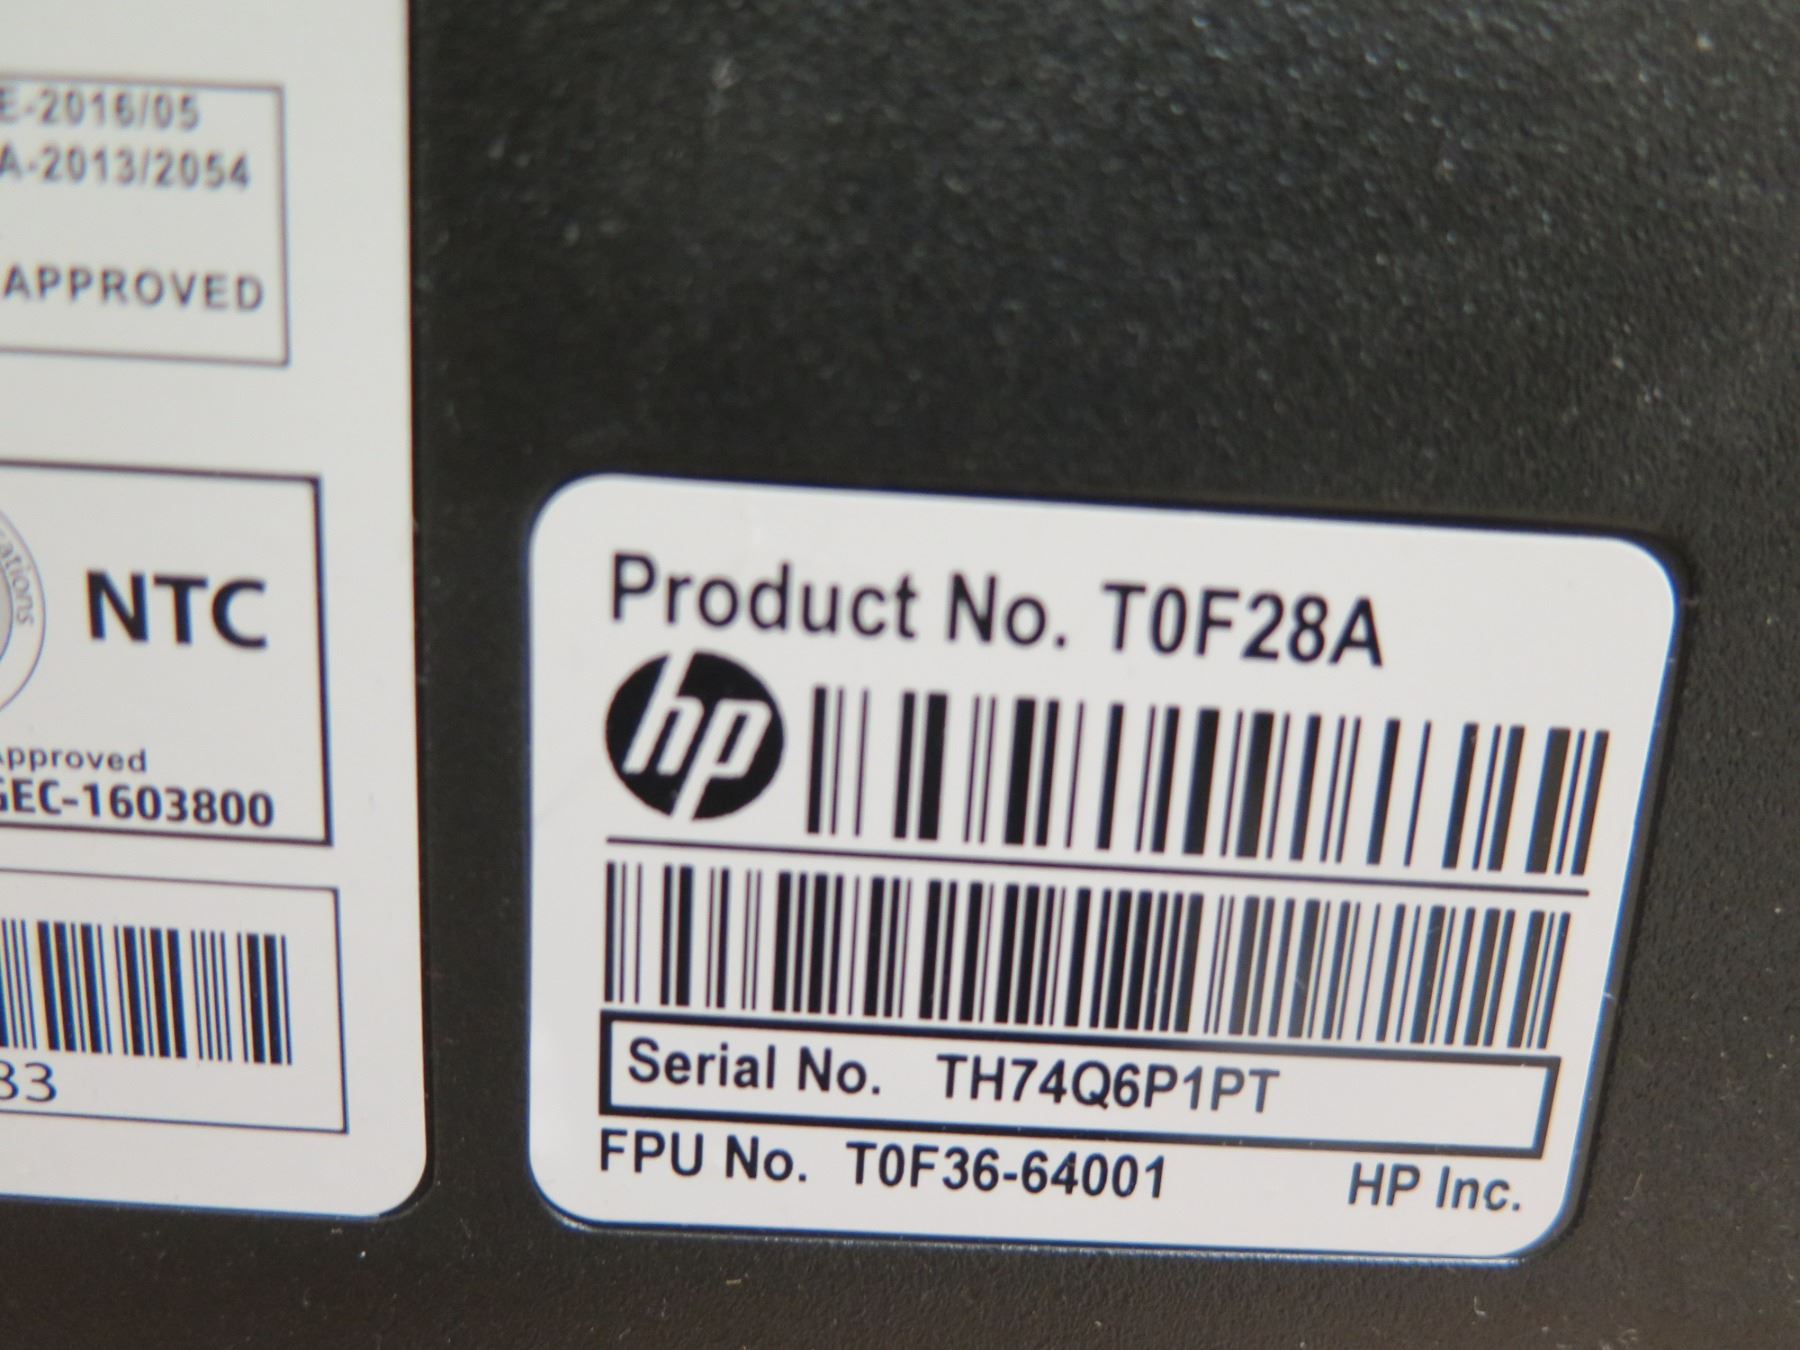 E-2016/05
A-2013/2054
APPROVED
NTC
GEC-1603800
33
Product No. T0F28A
hp
Serial No. TH74Q6P1PT
FPU No. T0F36-64001
HP Inc.